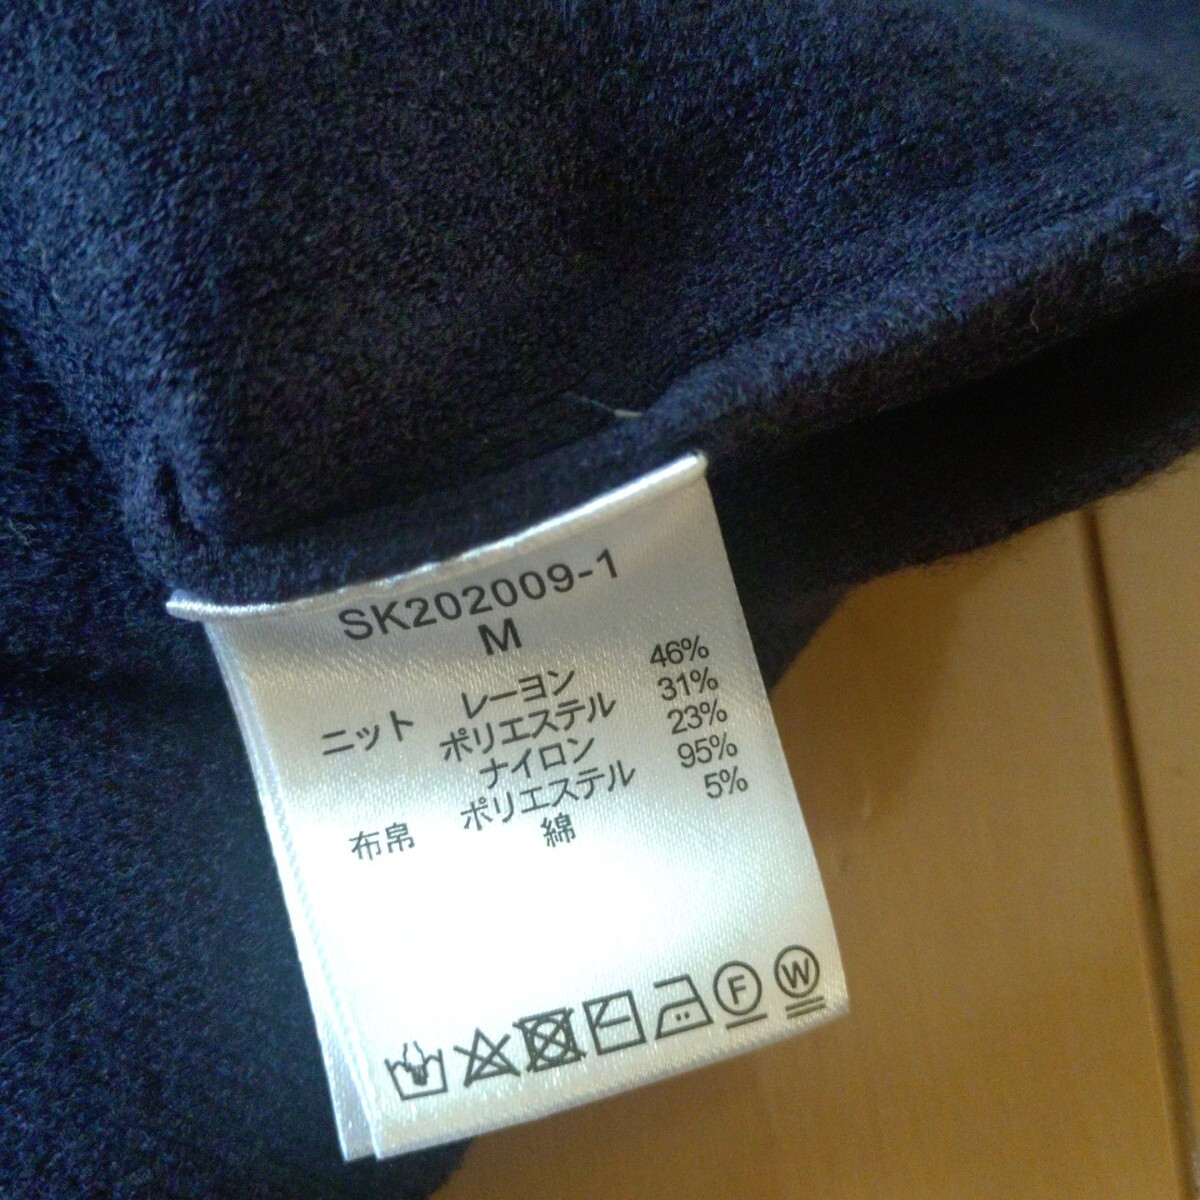 SK202009-1
M
ニット レーヨン 46%
ポリエステル 31%
ナイロン 23%
布帛 ポリエステル 95%
綿 5%
F W